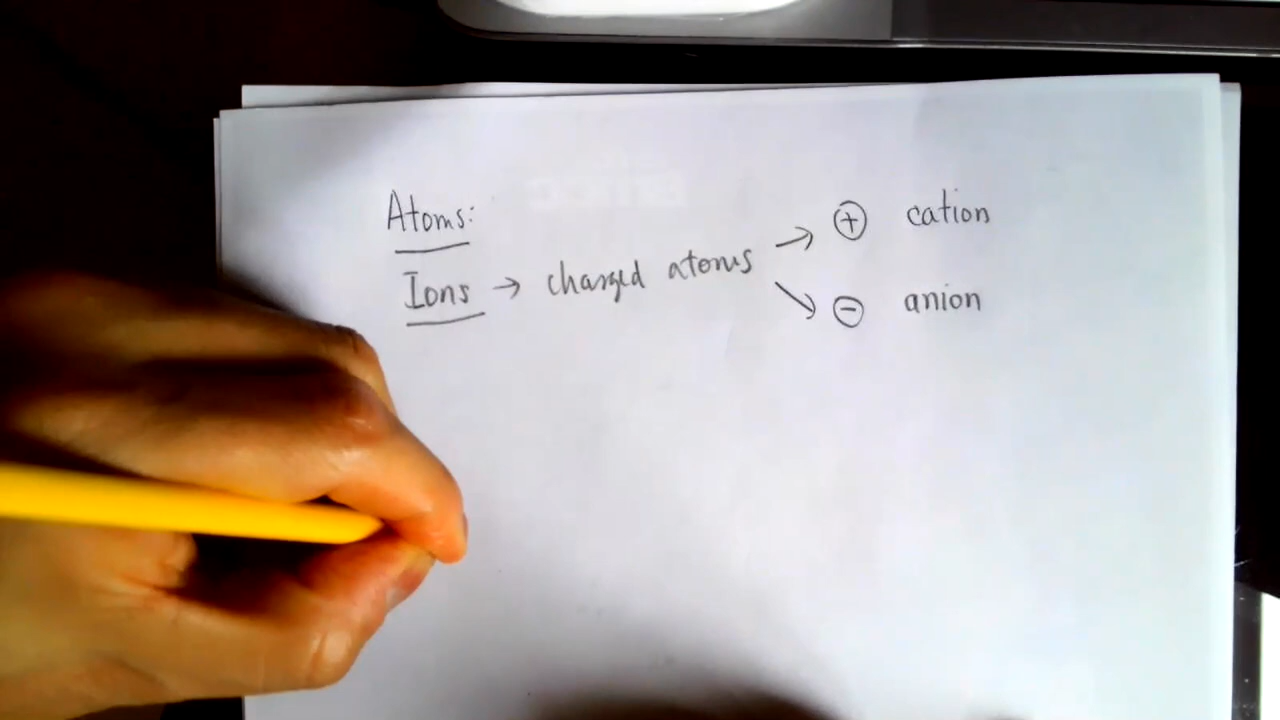 Atoms:
Ions → charged atoms → ⊕ cation
↘ ⊖ anion